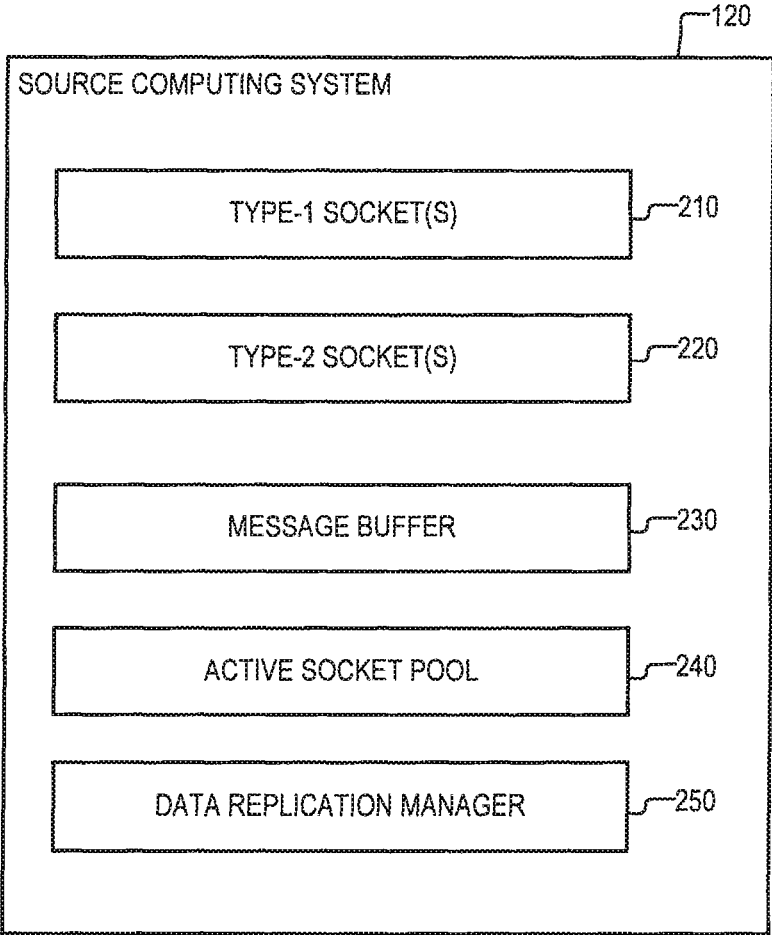 120
SOURCE COMPUTING SYSTEM
TYPE-1 SOCKET(S)
210
TYPE-2 SOCKET(S)
220
MESSAGE BUFFER
230
ACTIVE SOCKET POOL
240
DATA REPLICATION MANAGER
250